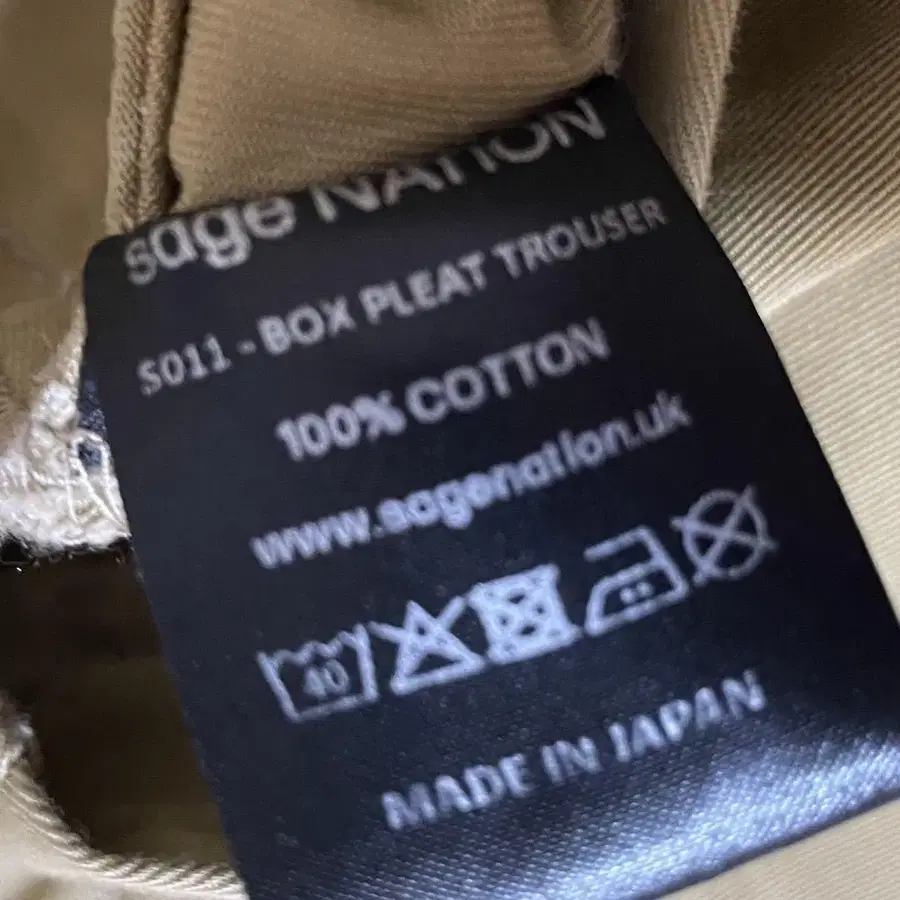 sage NATION
S011 - BOX PLEAT TROUSER
100% COTTON
www.sagenation.uk
40
MADE IN JAPAN